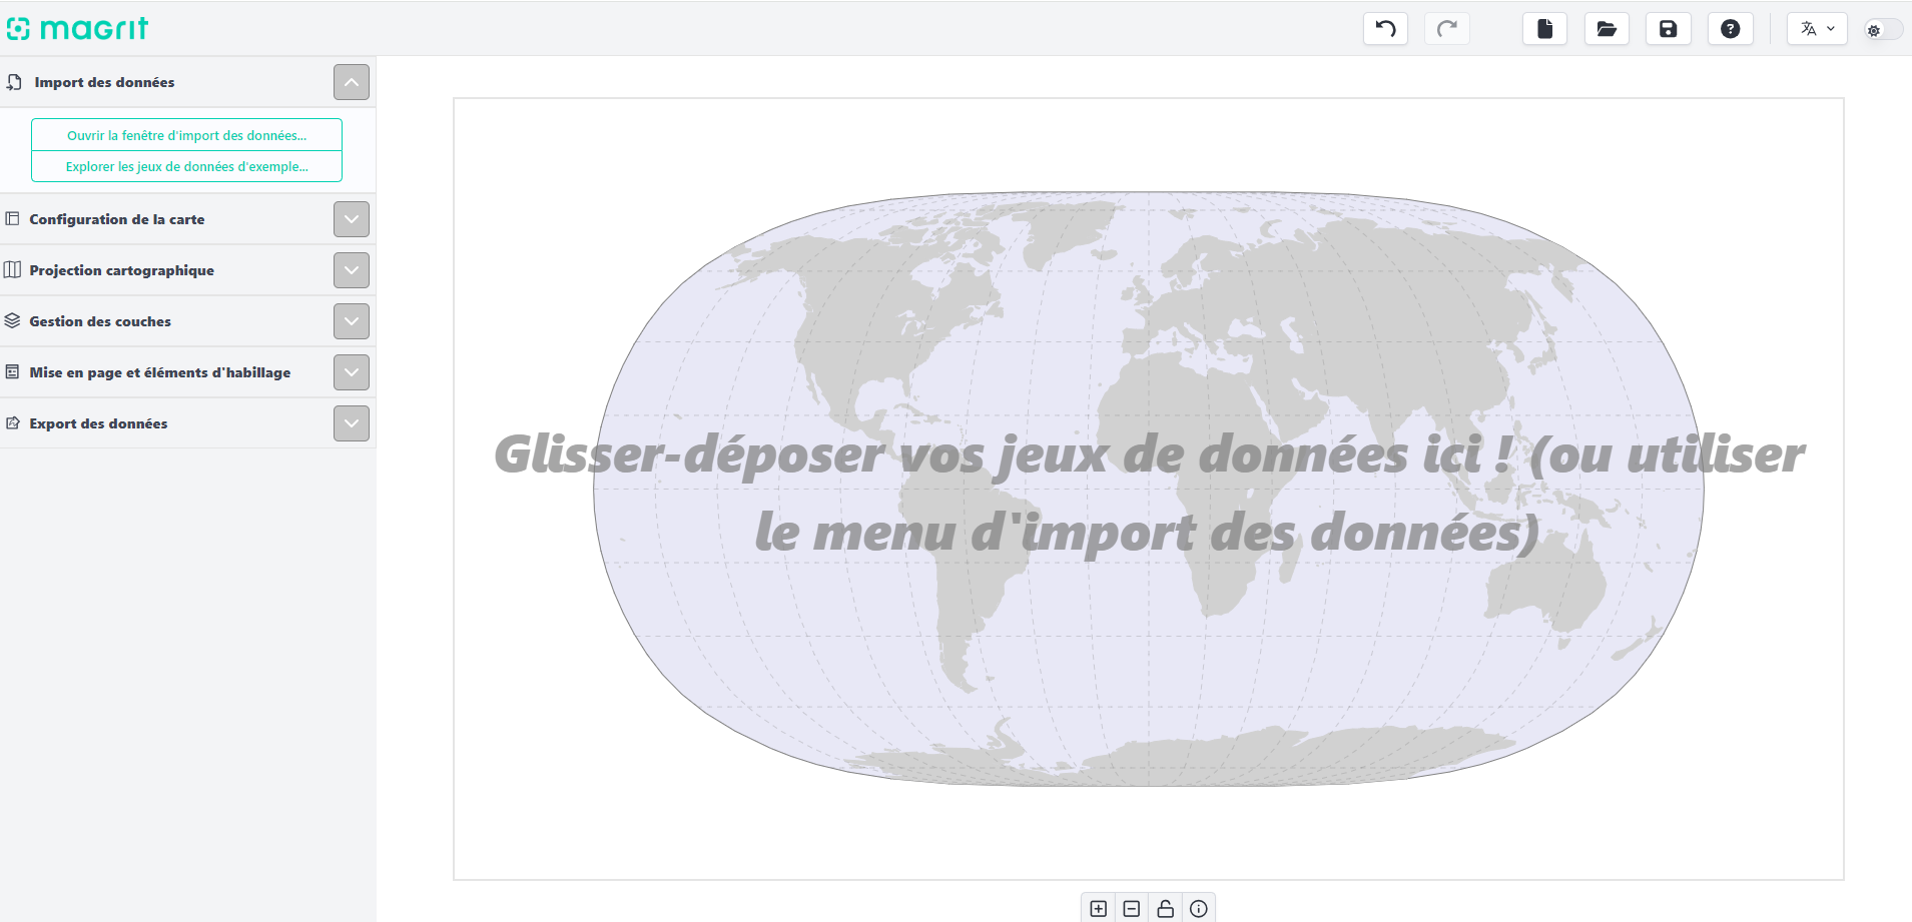 magrit
Import des données
Ouvrir la fenêtre d'import des données...
Explorer les jeux de données d'exemple...
Configuration de la carte
Projection cartographique
Gestion des couches
Mise en page et éléments d'habillage
Export des données
Glisser-déposer vos jeux de données ici ! (ou utiliser
le menu d'import des données)